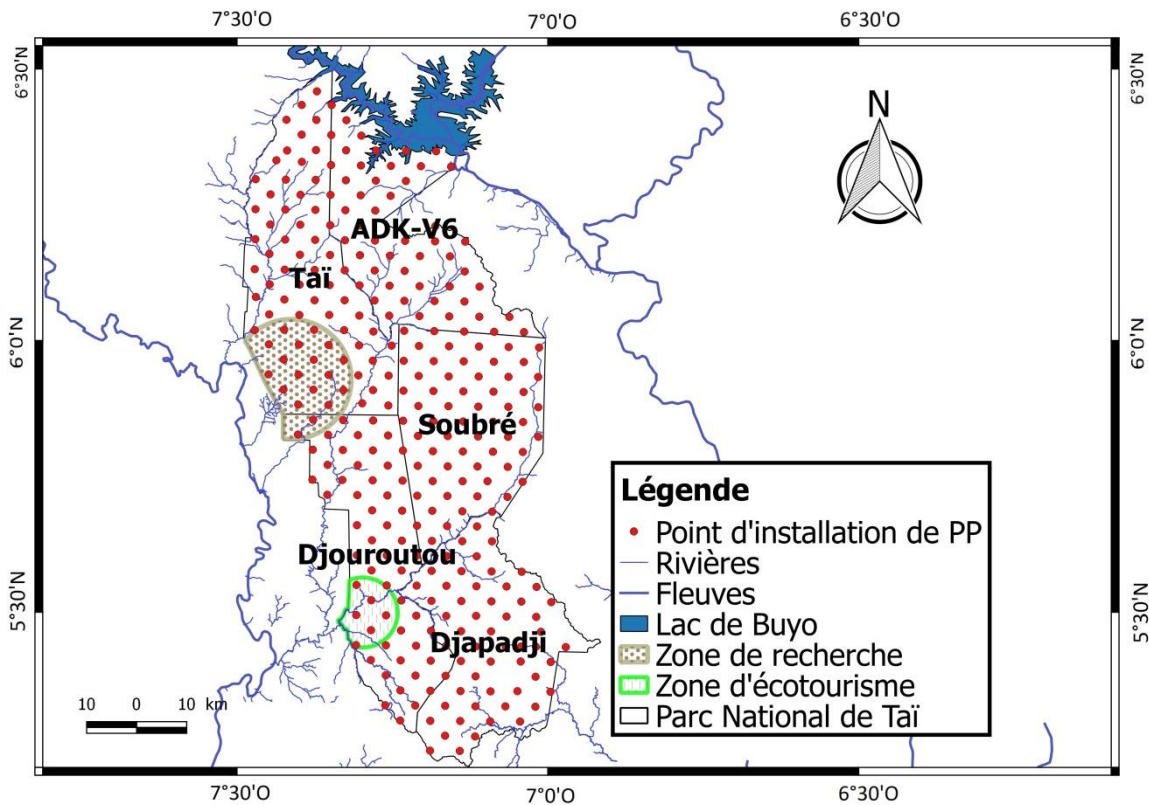 7°30'O 7°0'O 6°30'O
6°30'N 6°30'N
N
ADK-V6
Taï
6°0'N 6°0'N
Soubré
Légende
Point d'installation de PP
Rivières
Fleuves
Lac de Buyo
Zone de recherche
Zone d'écotourisme
Parc National de Taï
Djouroutou
5°30'N 5°30'N
Djapadji
10 0 10 km
7°30'O 7°0'O 6°30'O